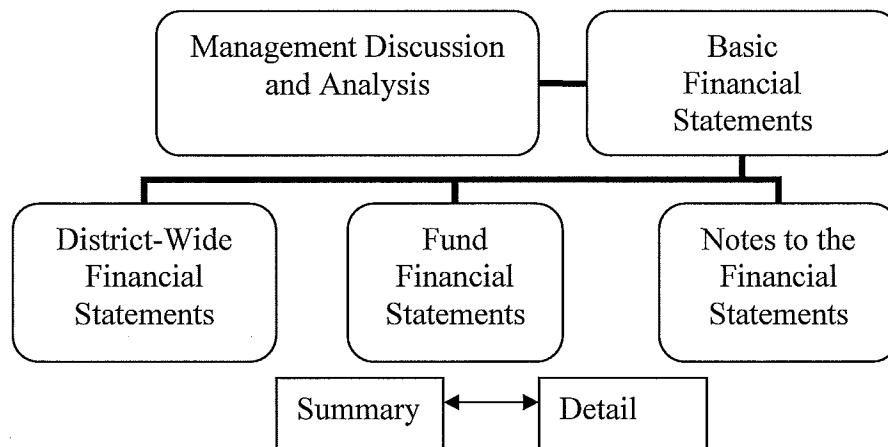 Management Discussion
and Analysis
Basic
Financial
Statements
District-Wide
Financial
Statements
Fund
Financial
Statements
Notes to the
Financial
Statements
Summary
Detail